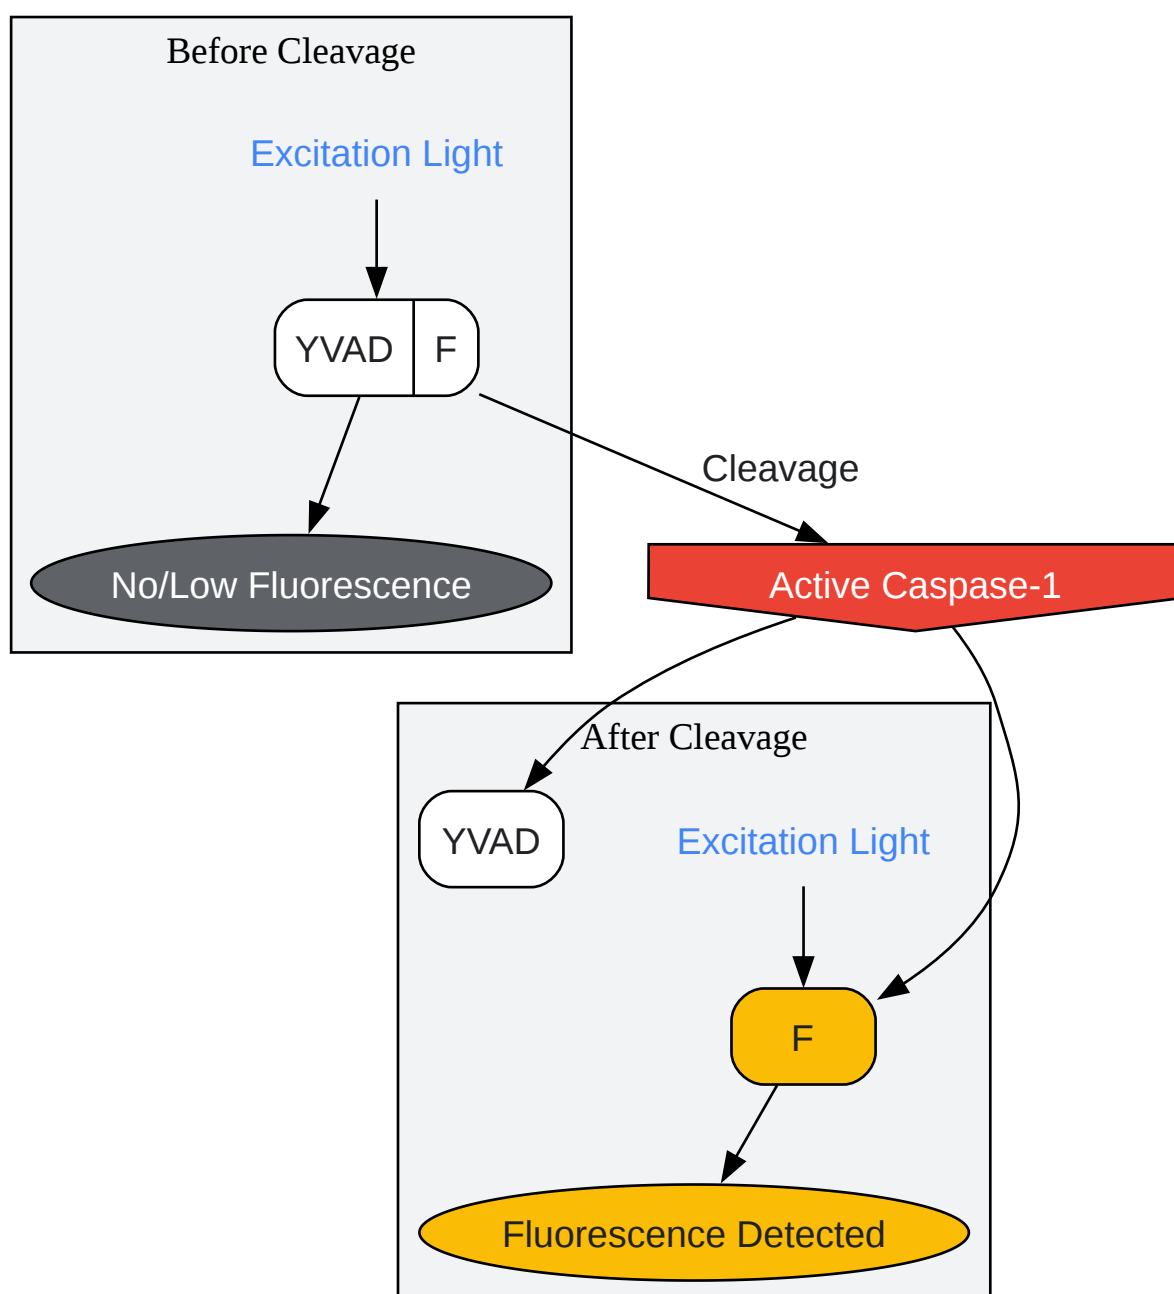 Before Cleavage
Excitation Light
YVAD
F
Cleavage
No/Low Fluorescence
Active Caspase-1
After Cleavage
YVAD
Excitation Light
F
Fluorescence Detected